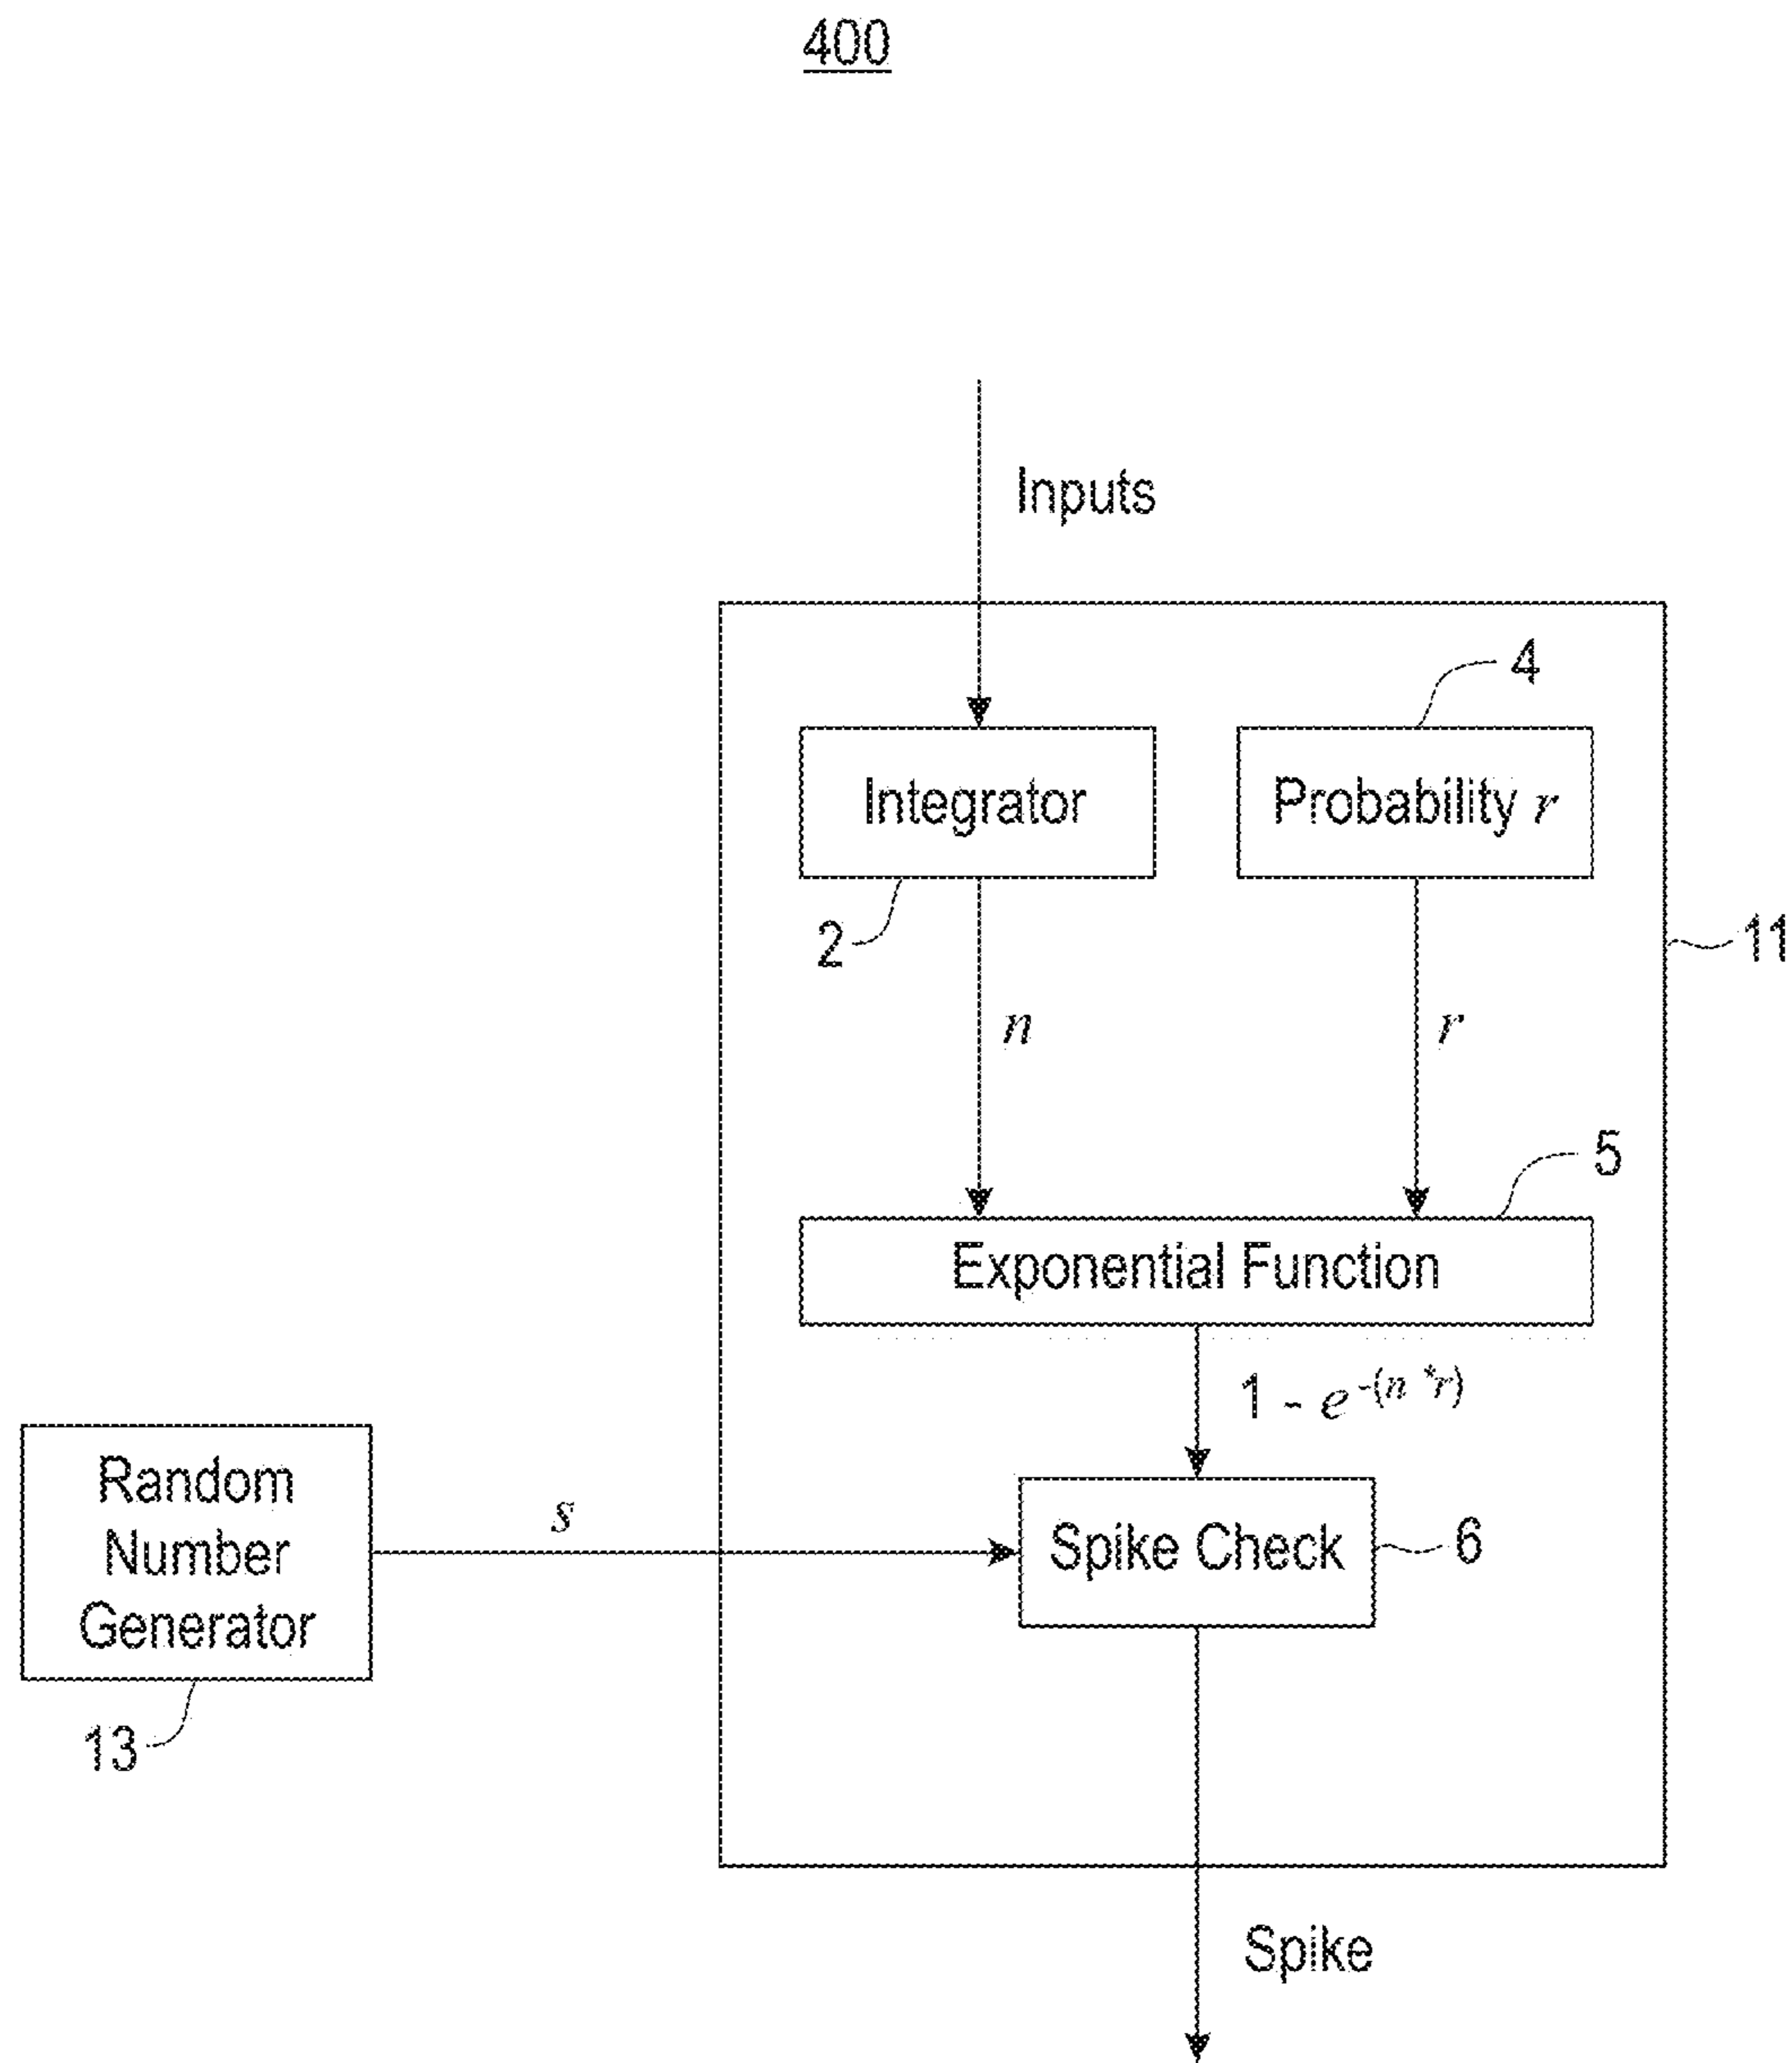 400
Inputs
4
Integrator
Probability r
2
11
n
r
5
Exponential Function
1 - e^-(n *r)
Random
Number
Generator
s
Spike Check
6
13
Spike